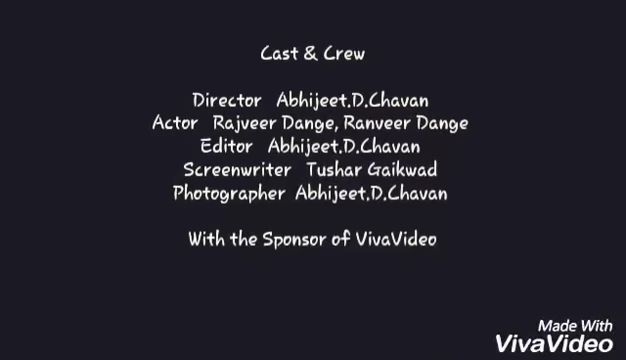 Cast & Crew
Director Abhijeet.D.Chavan
Actor Rajveer Dange, Ranveer Dange
Editor Abhijeet.D.Chavan
Screenwriter Tushar Gaikwad
Photographer Abhijeet.D.Chavan
With the Sponsor of VivaVideo
Made With
VivaVideo